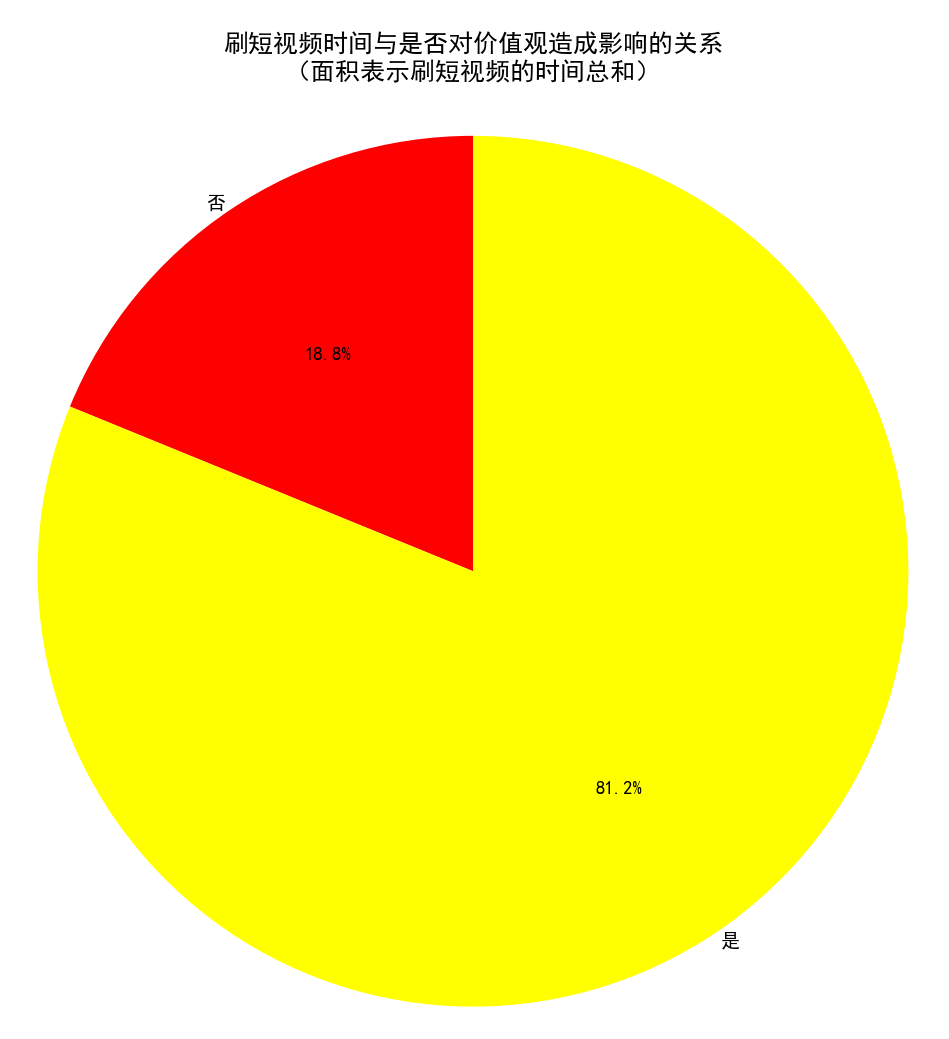 刷短视频时间与是否对价值观造成影响的关系
（面积表示刷短视频的时间总和）
否
18.8%
81.2%
是